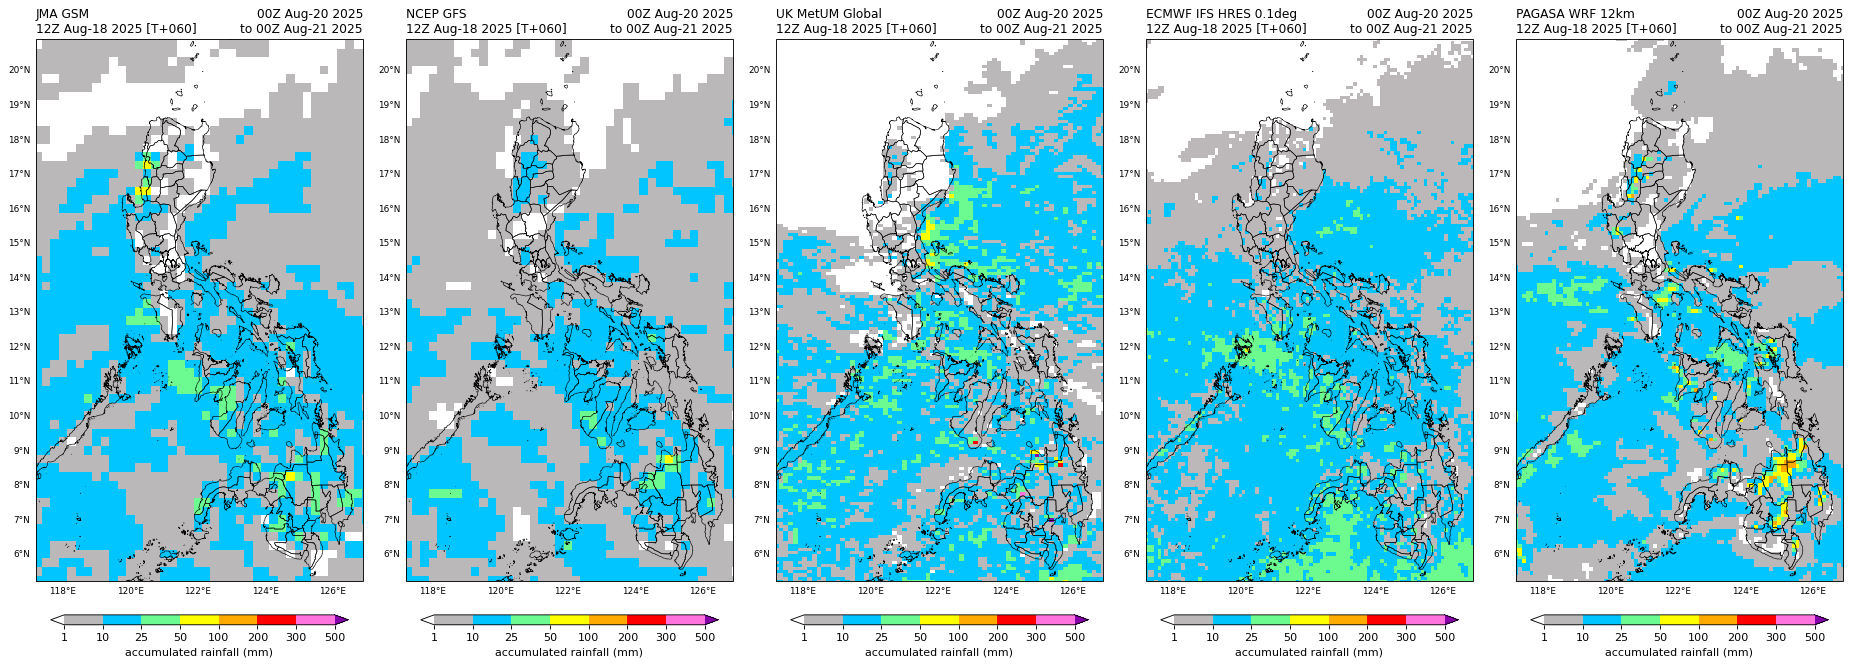 JMA GSM 00Z Aug-20 2025
12Z Aug-18 2025 [T+060] to 00Z Aug-21 2025
20°N
19°N
18°N
17°N
16°N
15°N
14°N
13°N
12°N
11°N
10°N
9°N
8°N
7°N
6°N
118°E 120°E 122°E 124°E 126°E
1 10 25 50 100 200 300 500
accumulated rainfall (mm)
NCEP GFS 00Z Aug-20 2025
12Z Aug-18 2025 [T+060] to 00Z Aug-21 2025
20°N
19°N
18°N
17°N
16°N
15°N
14°N
13°N
12°N
11°N
10°N
9°N
8°N
7°N
6°N
118°E 120°E 122°E 124°E 126°E
1 10 25 50 100 200 300 500
accumulated rainfall (mm)
UK MetUM Global 00Z Aug-20 2025
12Z Aug-18 2025 [T+060] to 00Z Aug-21 2025
20°N
19°N
18°N
17°N
16°N
15°N
14°N
13°N
12°N
11°N
10°N
9°N
8°N
7°N
6°N
118°E 120°E 122°E 124°E 126°E
1 10 25 50 100 200 300 500
accumulated rainfall (mm)
ECMWF IFS HRES 0.1deg 00Z Aug-20 2025
12Z Aug-18 2025 [T+060] to 00Z Aug-21 2025
20°N
19°N
18°N
17°N
16°N
15°N
14°N
13°N
12°N
11°N
10°N
9°N
8°N
7°N
6°N
118°E 120°E 122°E 124°E 126°E
1 10 25 50 100 200 300 500
accumulated rainfall (mm)
PAGASA WRF 12km 00Z Aug-20 2025
12Z Aug-18 2025 [T+060] to 00Z Aug-21 2025
20°N
19°N
18°N
17°N
16°N
15°N
14°N
13°N
12°N
11°N
10°N
9°N
8°N
7°N
6°N
118°E 120°E 122°E 124°E 126°E
1 10 25 50 100 200 300 500
accumulated rainfall (mm)